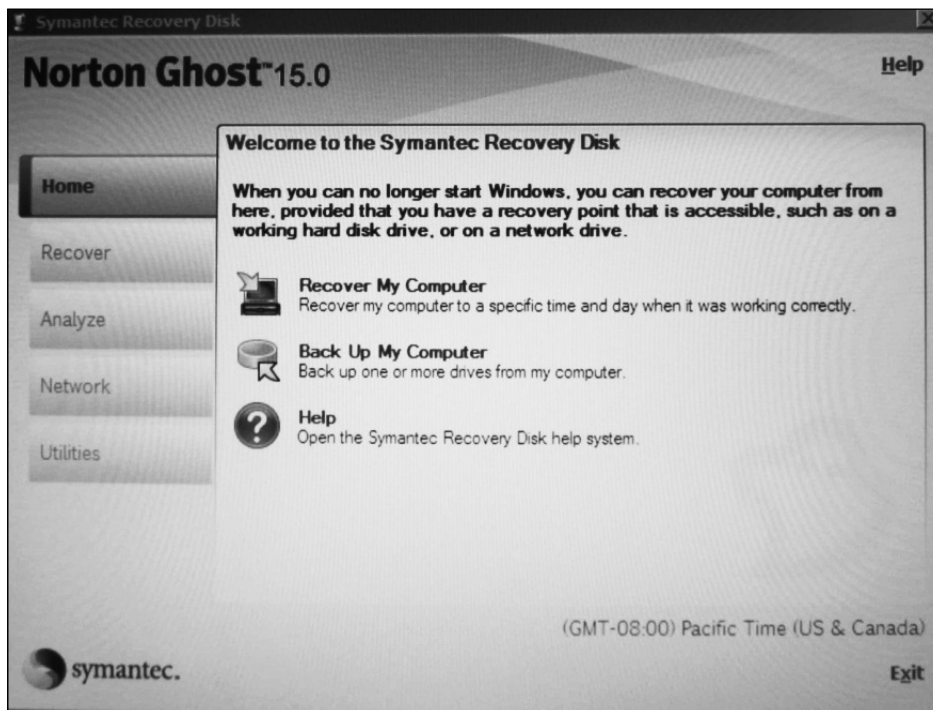 Symantec Recovery Disk
Norton Ghost™ 15.0
Help
Home
Recover
Analyze
Network
Utilities
Welcome to the Symantec Recovery Disk
When you can no longer start Windows, you can recover your computer from
here, provided that you have a recovery point that is accessible, such as on a
working hard disk drive, or on a network drive.
Recover My Computer
Recover my computer to a specific time and day when it was working correctly.
Back Up My Computer
Back up one or more drives from my computer.
Help
Open the Symantec Recovery Disk help system.
(GMT-08:00) Pacific Time (US & Canada)
symantec.
Exit